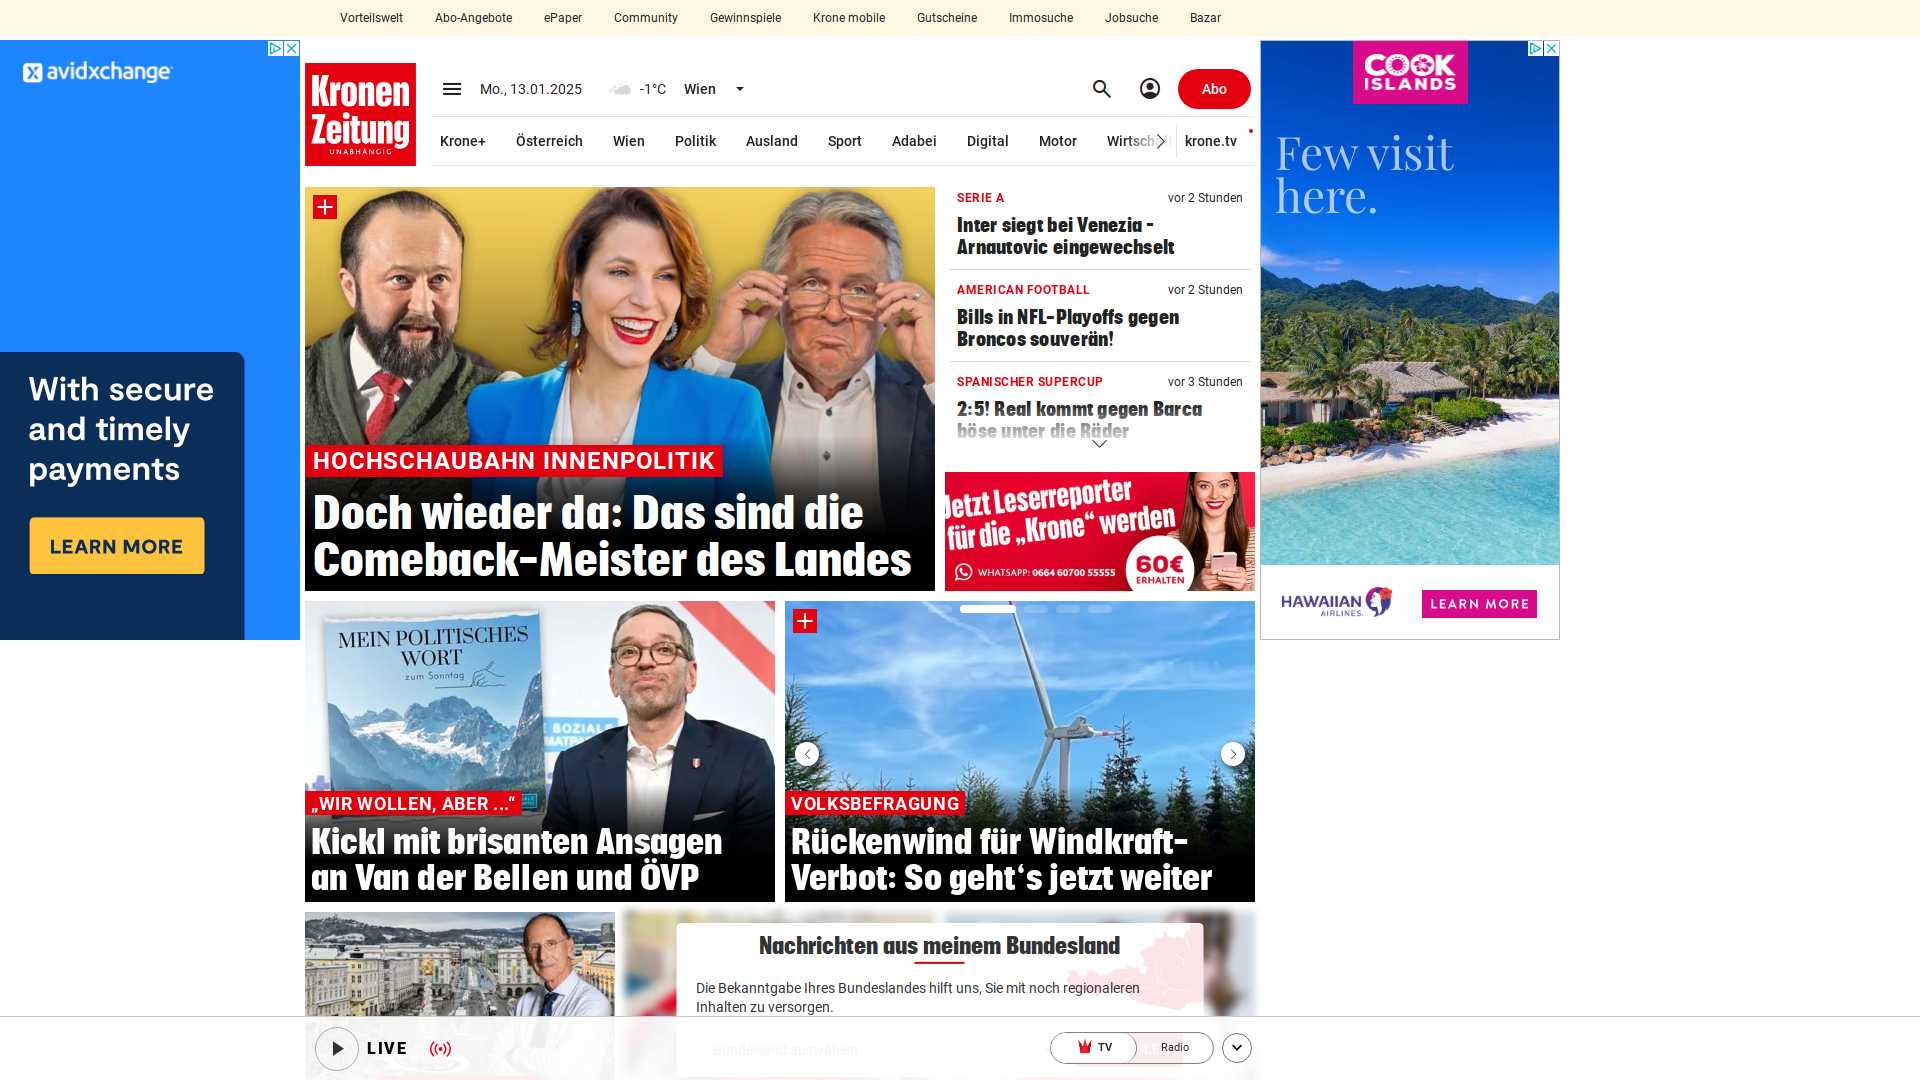 Vorteilswelt
Abo-Angebote
ePaper
Community
Gewinnspiele
Krone mobile
Gutscheine
Immosuche
Jobsuche
Bazar
avidxchange
With secure
and timely
payments
LEARN MORE
Kronen
Zeitung
UNABHÄNGIG
Mo., 13.01.2025
-1°C
Wien
Abo
Krone+
Österreich
Wien
Politik
Ausland
Sport
Adabei
Digital
Motor
Wirtschaft
krone.tv
HOCHSCHAUBAHN INNENPOLITIK
Doch wieder da: Das sind die
Comeback-Meister des Landes
SERIE A
vor 2 Stunden
Inter siegt bei Venezia -
Arnautovic eingewechselt
AMERICAN FOOTBALL
vor 2 Stunden
Bills in NFL-Playoffs gegen
Broncos souverän!
SPANISCHER SUPERCUP
vor 3 Stunden
2:5! Real kommt gegen Barca
böse unter die Räder
Jetzt Leserreporter
für die „Krone“ werden
WHATSAPP: 0664 60700 55555
60€
ERHALTEN
COOK
ISLANDS
Few visit
here.
HAWAIIAN
AIRLINES.
LEARN MORE
MEIN POLITISCHES
WORT
zum Sonntag
E SOZIALE
„WIR WOLLEN, ABER ...“
Kickl mit brisanten Ansagen
an Van der Bellen und ÖVP
VOLKSBEFRAGUNG
Rückenwind für Windkraft-
Verbot: So geht‘s jetzt weiter
Nachrichten aus meinem Bundesland
Die Bekanntgabe Ihres Bundeslandes hilft uns, Sie mit noch regionaleren
Inhalten zu versorgen.
Bundesland auswählen
LIVE
TV
Radio